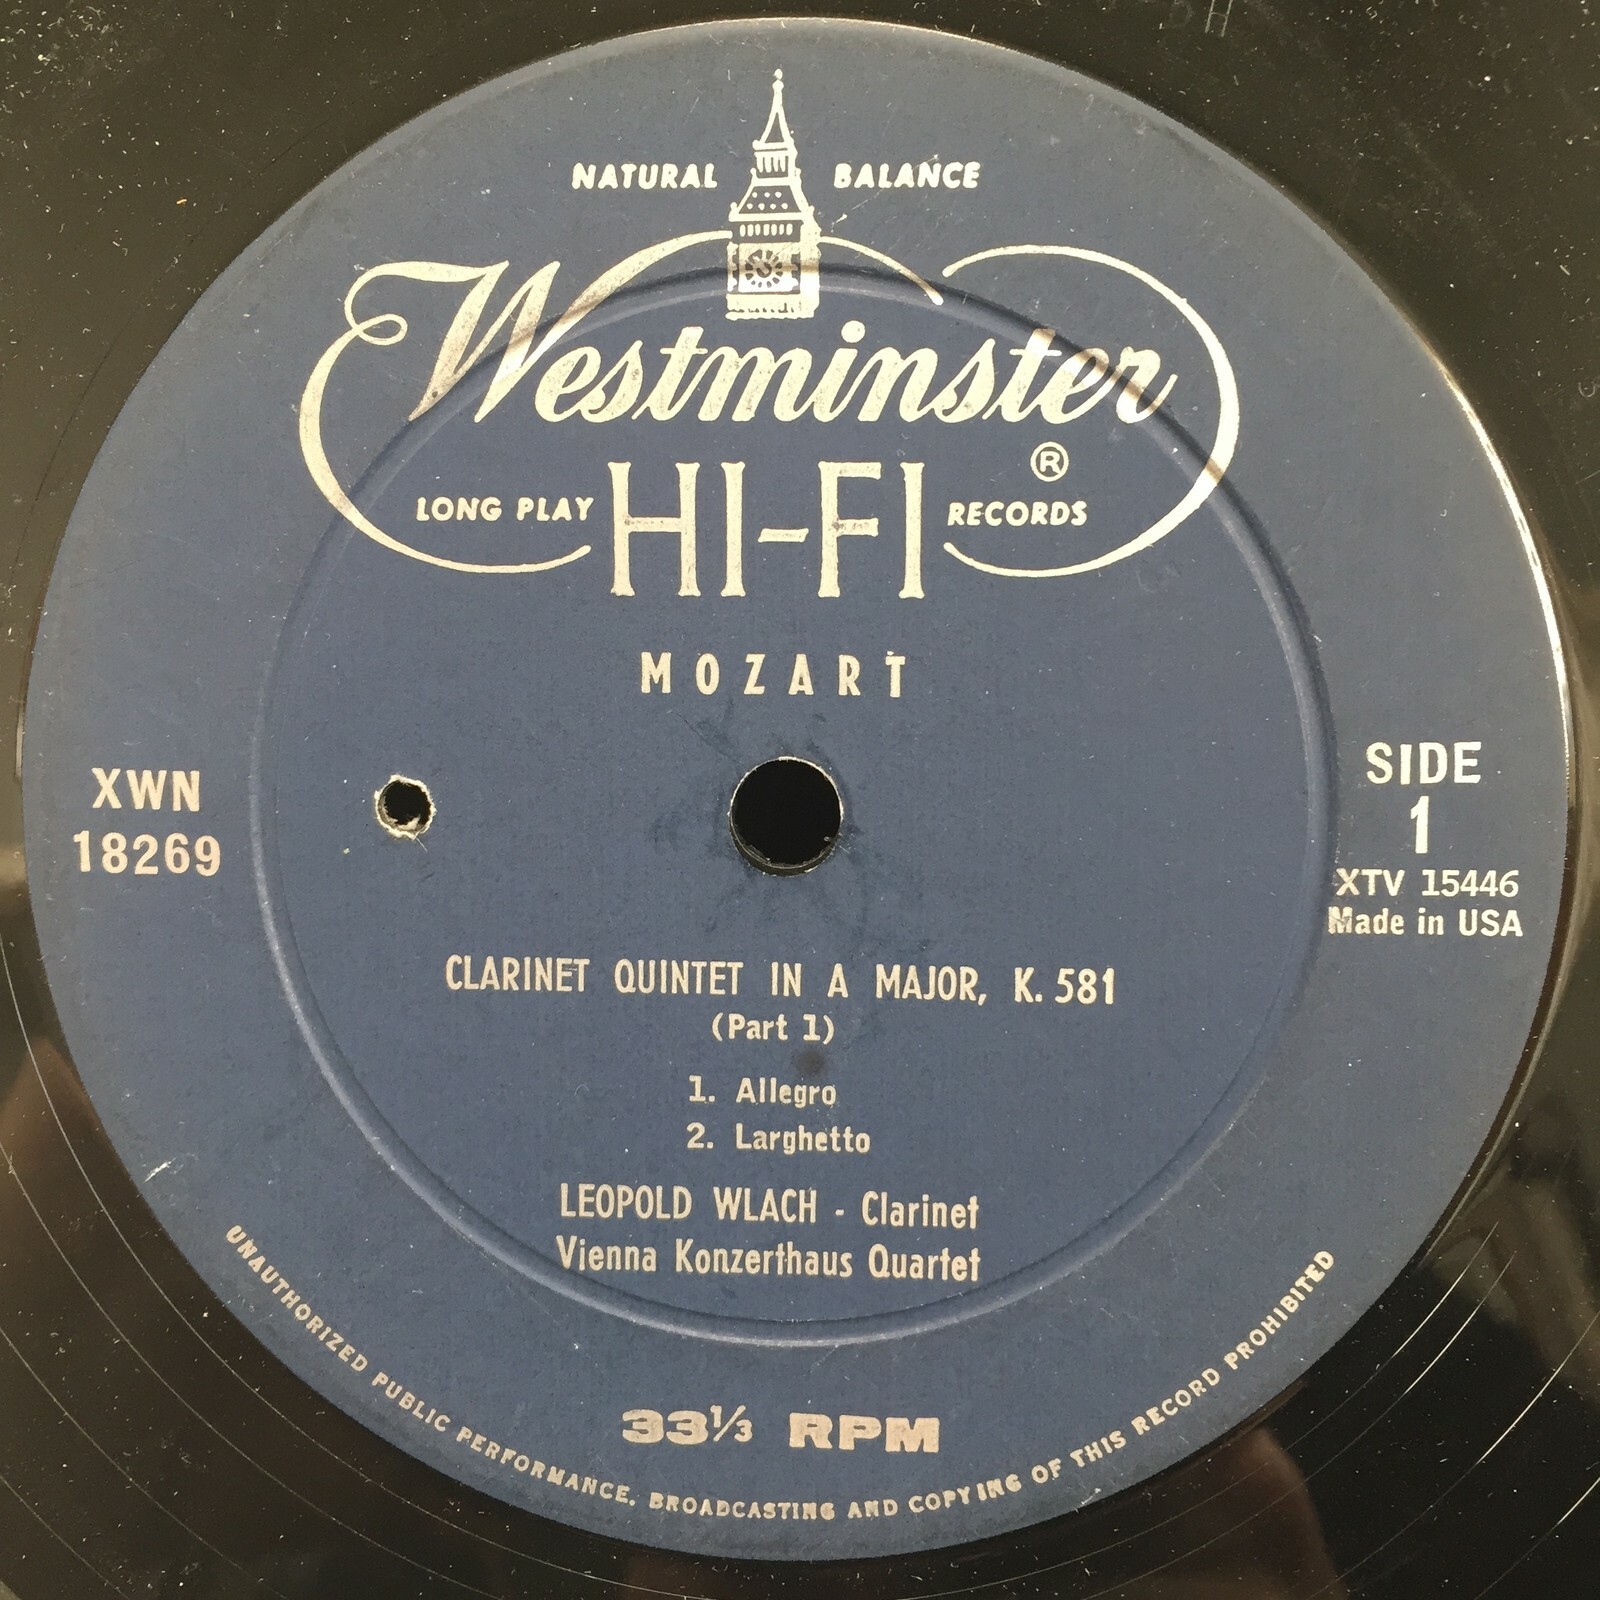 NATURAL BALANCE
Westminster
®
LONG PLAY HI-FI RECORDS
MOZART
XWN
18269
SIDE
1
XTV 15446
Made in USA
CLARINET QUINTET IN A MAJOR, K. 581
(Part 1)
1. Allegro
2. Larghetto
LEOPOLD WLACH - Clarinet
Vienna Konzerthaus Quartet
33⅓ RPM
UNAUTHORIZED PUBLIC PERFORMANCE, BROADCASTING AND COPYING OF THIS RECORD PROHIBITED